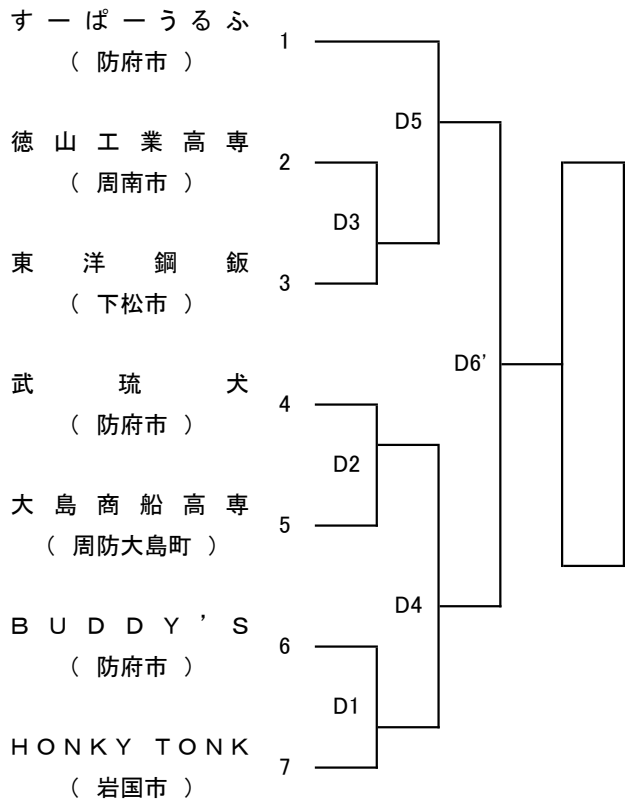 すーぱーうるふ 1
（ 防府市 ）
D5
徳山工業高専 2
（ 周南市 ）
D3
東洋鋼鈑 3
（ 下松市 ）
D6'
武琉犬 4
（ 防府市 ）
D2
大島商船高専 5
（ 周防大島町 ）
D4
BUDDY'S 6
（ 防府市 ）
D1
HONKY TONK 7
（ 岩国市 ）